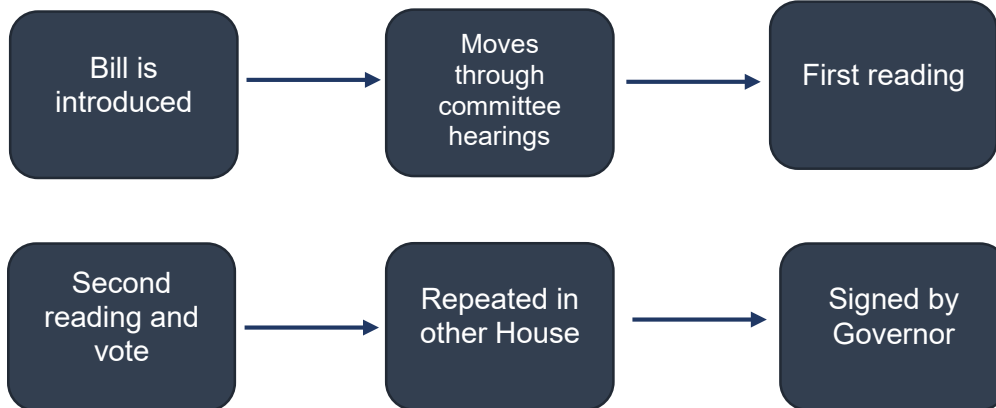 Bill is
introduced
Moves
through
committee
hearings
First reading
Second
reading and
vote
Repeated in
other House
Signed by
Governor